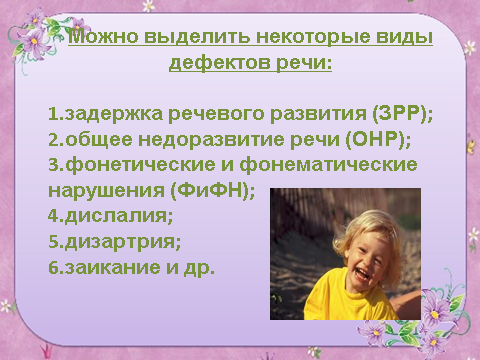 Можно выделить некоторые виды
дефектов речи:
1.задержка речевого развития (ЗРР);
2.общее недоразвитие речи (ОНР);
3.фонетические и фонематические
нарушения (ФиФН);
4.дислалия;
5.дизартрия;
6.заикание и др.